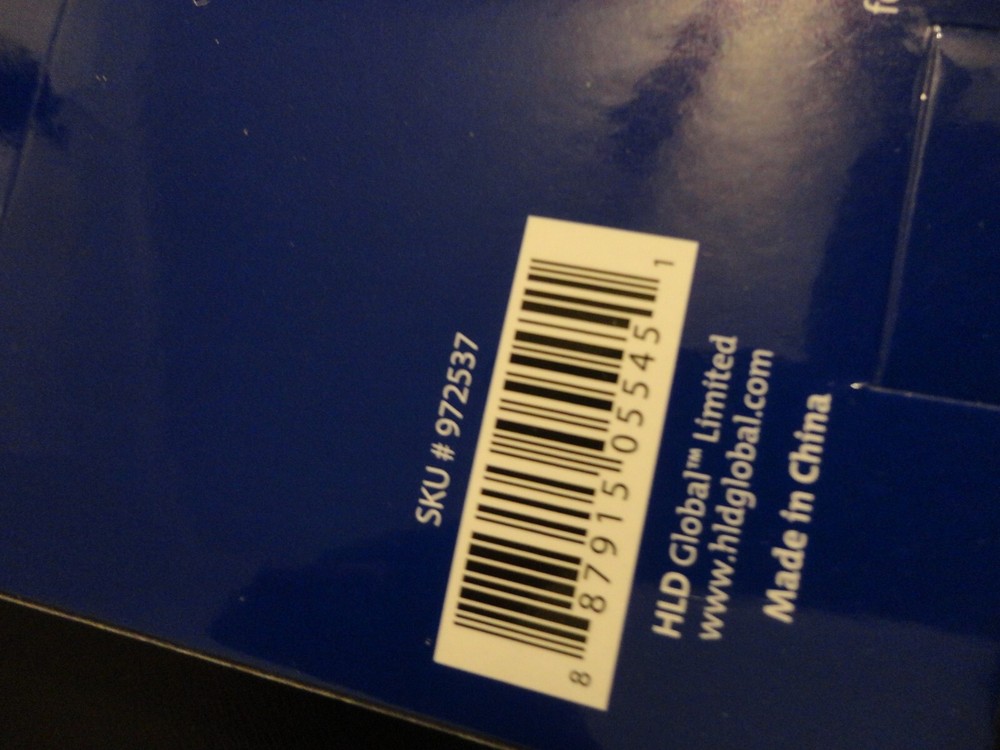 SKU # 972537
8 87915 05545 1
HLD Global™ Limited
www.hldglobal.com
Made in China